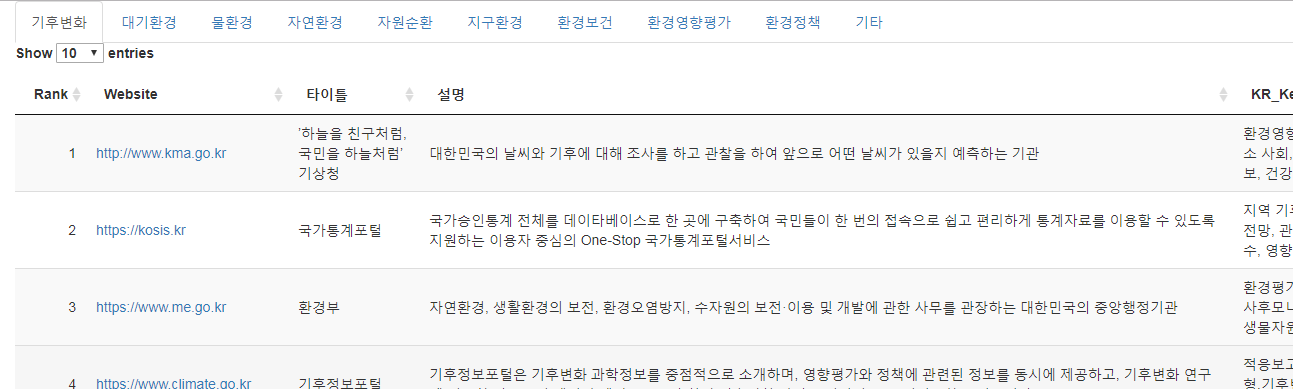 기후변화 대기환경 물환경 자연환경 자원순환 지구환경 환경보건 환경영향평가 환경정책 기타
Show 10 entries
Rank Website 타이틀 설명
1 http://www.kma.go.kr
'하늘을 친구처럼,
국민을 하늘처럼'
기상청
대한민국의 날씨와 기후에 대해 조사를 하고 관찰을 하여 앞으로 어떤 날씨가 있을지 예측하는 기관
환경영향
소 사회,
보, 건강
2 https://kosis.kr
국가통계포털
국가승인통계 전체를 데이타베이스로 한 곳에 구축하여 국민들이 한 번의 접속으로 쉽고 편리하게 통계자료를 이용할 수 있도록
지원하는 이용자 중심의 One-Stop 국가통계포털서비스
지역 기후
전망, 관
수, 영향
3 https://www.me.go.kr
환경부
자연환경, 생활환경의 보전, 환경오염방지, 수자원의 보전·이용 및 개발에 관한 사무를 관장하는 대한민국의 중앙행정기관
환경평가
사후모니
생물자원
4 https://www.climate.go.kr
기후정보포털
기후정보포털은 기후변화 과학정보를 중점적으로 소개하며, 영향평가와 정책에 관련된 정보를 동시에 제공하고, 기후변화 연구
적응보고